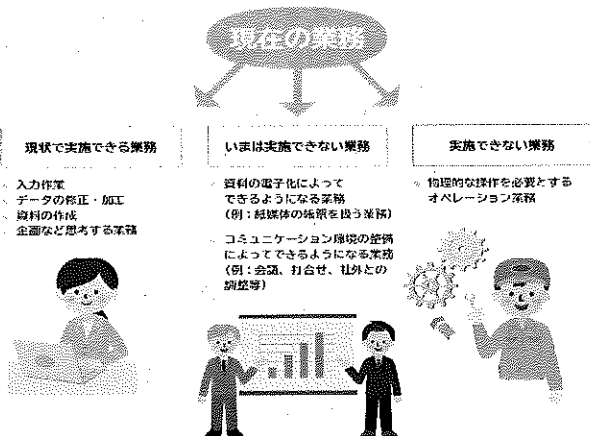 現在の業務
現状で実施できる業務
入力作業
データの修正・加工
資料の作成
企画など思考する業務
いまは実施できない業務
資料の電子化によって
できるようになる業務
(例:紙媒体の帳票を扱う業務)
コミュニケーション環境の整備
によってできるようになる業務
(例:会議、打合せ、社外との
調整等)
実施できない業務
物理的な操作を必要とする
オペレーション業務